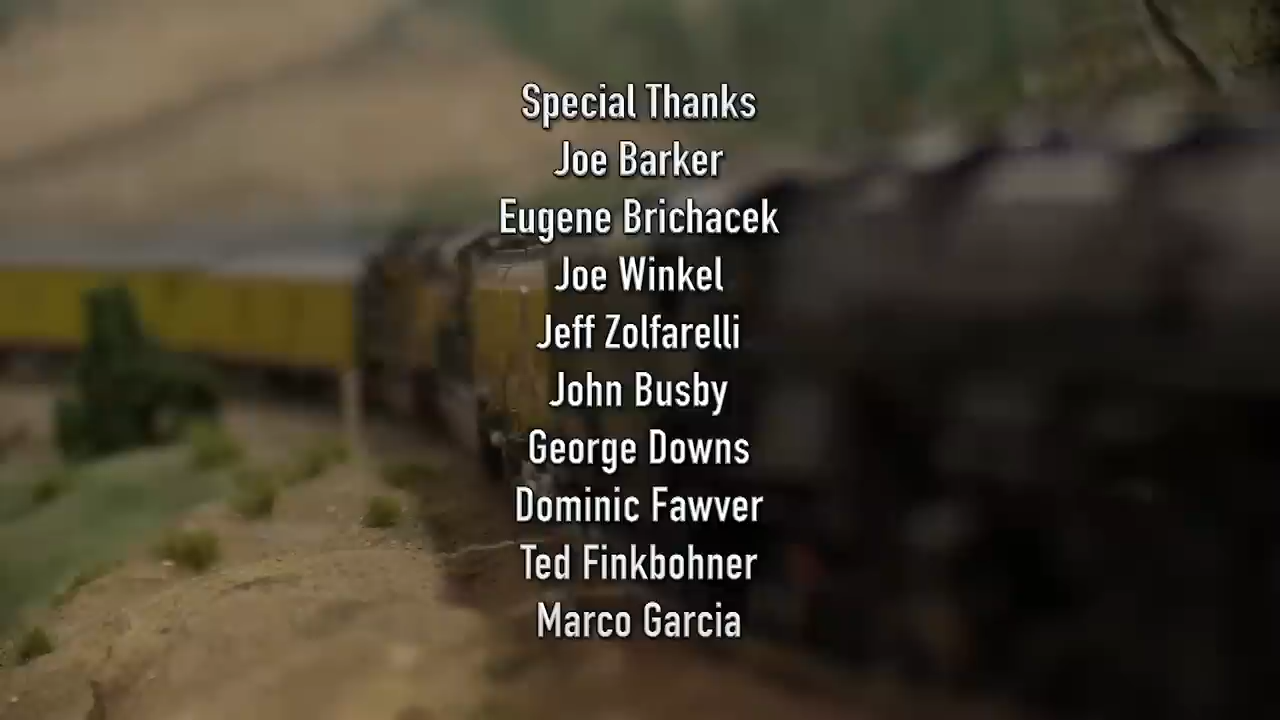 Special Thanks
Joe Barker
Eugene Brichacek
Joe Winkel
Jeff Zolfarelli
John Busby
George Downs
Dominic Fawver
Ted Finkbohner
Marco Garcia